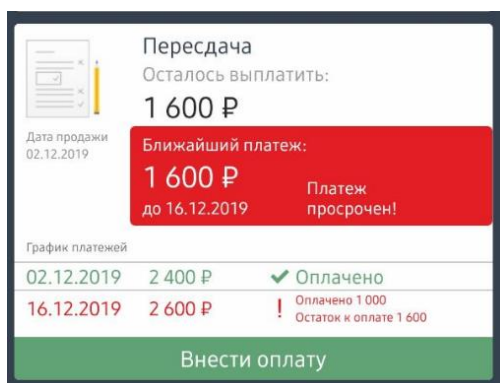 Пересдача
Осталось выплатить:
1 600 ₽
Дата продажи
02.12.2019
Ближайший платеж:
1 600 ₽
до 16.12.2019
Платеж
просрочен!
График платежей
02.12.2019 2 400 ₽ Оплачено
16.12.2019 2 600 ₽ ! Оплачено 1 000
Остаток к оплате 1 600
Внести оплату